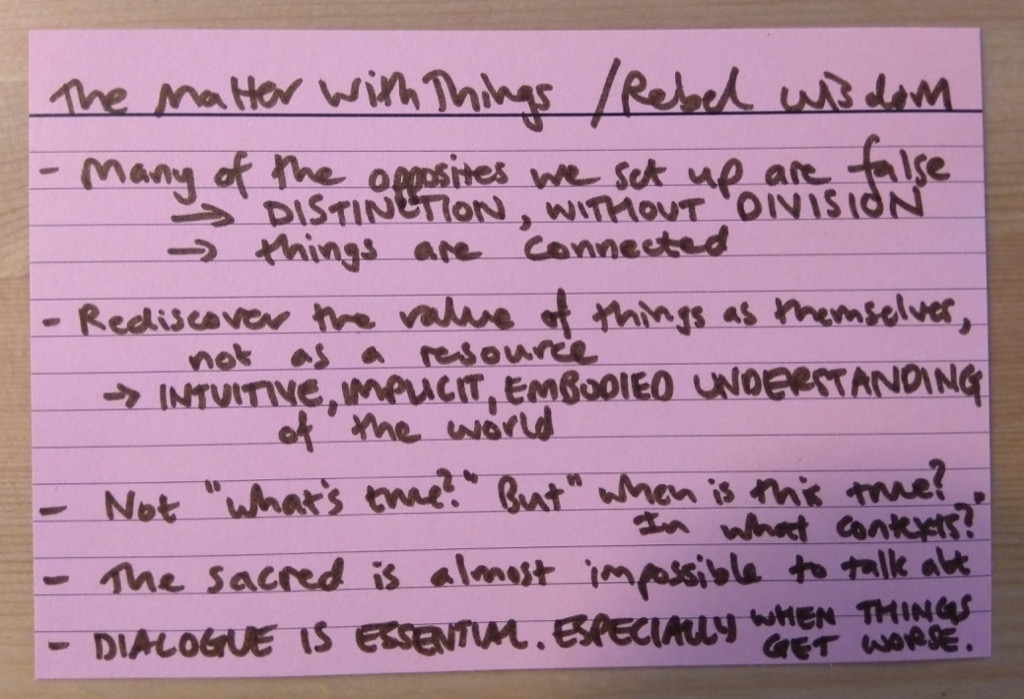 The Matter With Things / Rebel Wisdom
- Many of the opposites we set up are false
→ DISTINCTION, WITHOUT DIVISION
→ things are connected
- Rediscover the value of things as themselves,
not as a resource
→ INTUITIVE, IMPLICIT, EMBODIED UNDERSTANDING
of the world
- Not "what's true?" But "when is this true?
In what contexts?"
- The sacred is almost impossible to talk abt
- DIALOGUE IS ESSENTIAL. ESPECIALLY WHEN THINGS
GET WORSE.